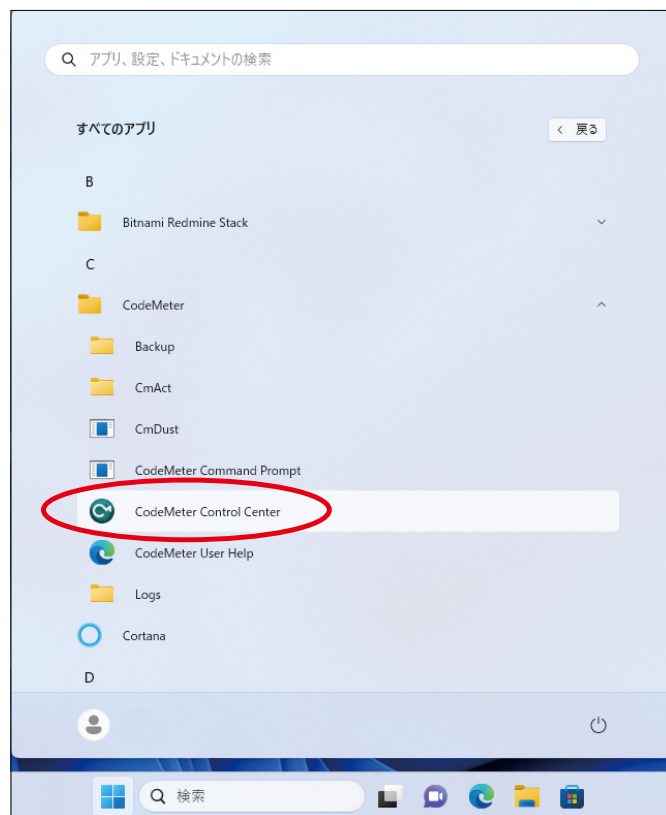 アプリ、設定、ドキュメントの検索
すべてのアプリ
戻る
B
Bitnami Redmine Stack
C
CodeMeter
Backup
CmAct
CmDust
CodeMeter Command Prompt
CodeMeter Control Center
CodeMeter User Help
Logs
Cortana
D
検索